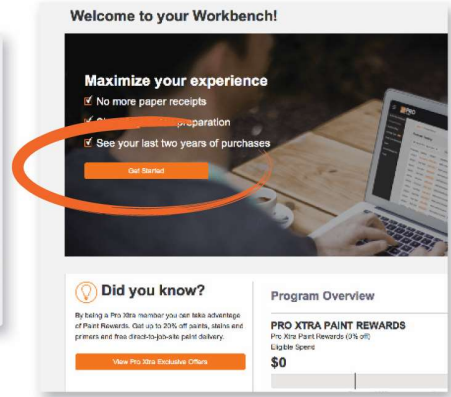 Welcome to your Workbench!
Maximize your experience
No more paper receipts
preparation
See your last two years of purchases
Get Started
PRO
Did you know?
By being a Pro Xtra member you can take advantage
of Paint Rewards. Get up to 20% off paints, stains and
primers and free direct-to-job-site paint delivery.
View Pro Xtra Exclusive Offers
Program Overview
PRO XTRA PAINT REWARDS
Pro Xtra Paint Rewards (0% off)
Eligible Spend
$0